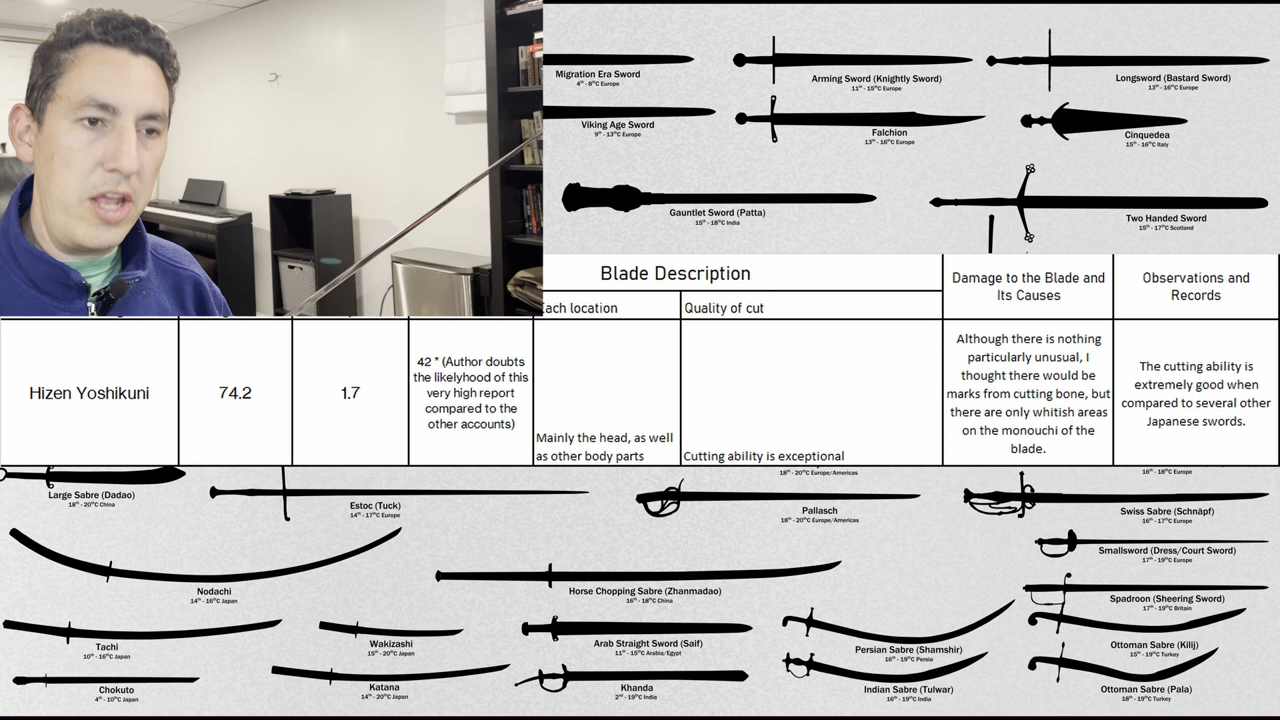 Migration Era Sword
4th - 8thC Europe
Arming Sword (Knightly Sword)
11th - 15thC Europe
Longsword (Bastard Sword)
13th - 16thC Europe
Viking Age Sword
9th - 13thC Europe
Falchion
13th - 16thC Europe
Cinquedea
15th - 16thC Italy
Gauntlet Sword (Patta)
15th - 18thC India
Two Handed Sword
15th - 17thC Scotland
Blade Description
Each location
Quality of cut
Damage to the Blade and
Its Causes
Observations and
Records
Hizen Yoshikuni
74.2
1.7
42 * (Author doubts
the likelyhood of this
very high report
compared to the
other accounts)
Mainly the head, as well
as other body parts
Cutting ability is exceptional
Although there is nothing
particularly unusual, I
thought there would be
marks from cutting bone, but
there are only whitish areas
on the monouchi of the
blade.
The cutting ability is
extremely good when
compared to several other
Japanese swords.
18th - 20thC Europe/Americas
16th - 18thC Europe
Large Sabre (Dadao)
18th - 20thC China
Estoc (Tuck)
14th - 17thC Europe
Pallasch
18th - 20thC Europe/Americas
Swiss Sabre (Schnäpf)
16th - 17thC Europe
Smallsword (Dress/Court Sword)
17th - 19thC Europe
Nodachi
14th - 16thC Japan
Horse Chopping Sabre (Zhanmadao)
16th - 18thC China
Spadroon (Sheering Sword)
17th - 19thC Britain
Tachi
10th - 16thC Japan
Wakizashi
15th - 20thC Japan
Arab Straight Sword (Saif)
11th - 15thC Arabia/Egypt
Persian Sabre (Shamshir)
16th - 19thC Persia
Ottoman Sabre (Kilij)
15th - 19thC Turkey
Chokuto
4th - 10thC Japan
Katana
14th - 20thC Japan
Khanda
2nd - 19thC India
Indian Sabre (Tulwar)
16th - 19thC India
Ottoman Sabre (Pala)
18th - 19thC Turkey